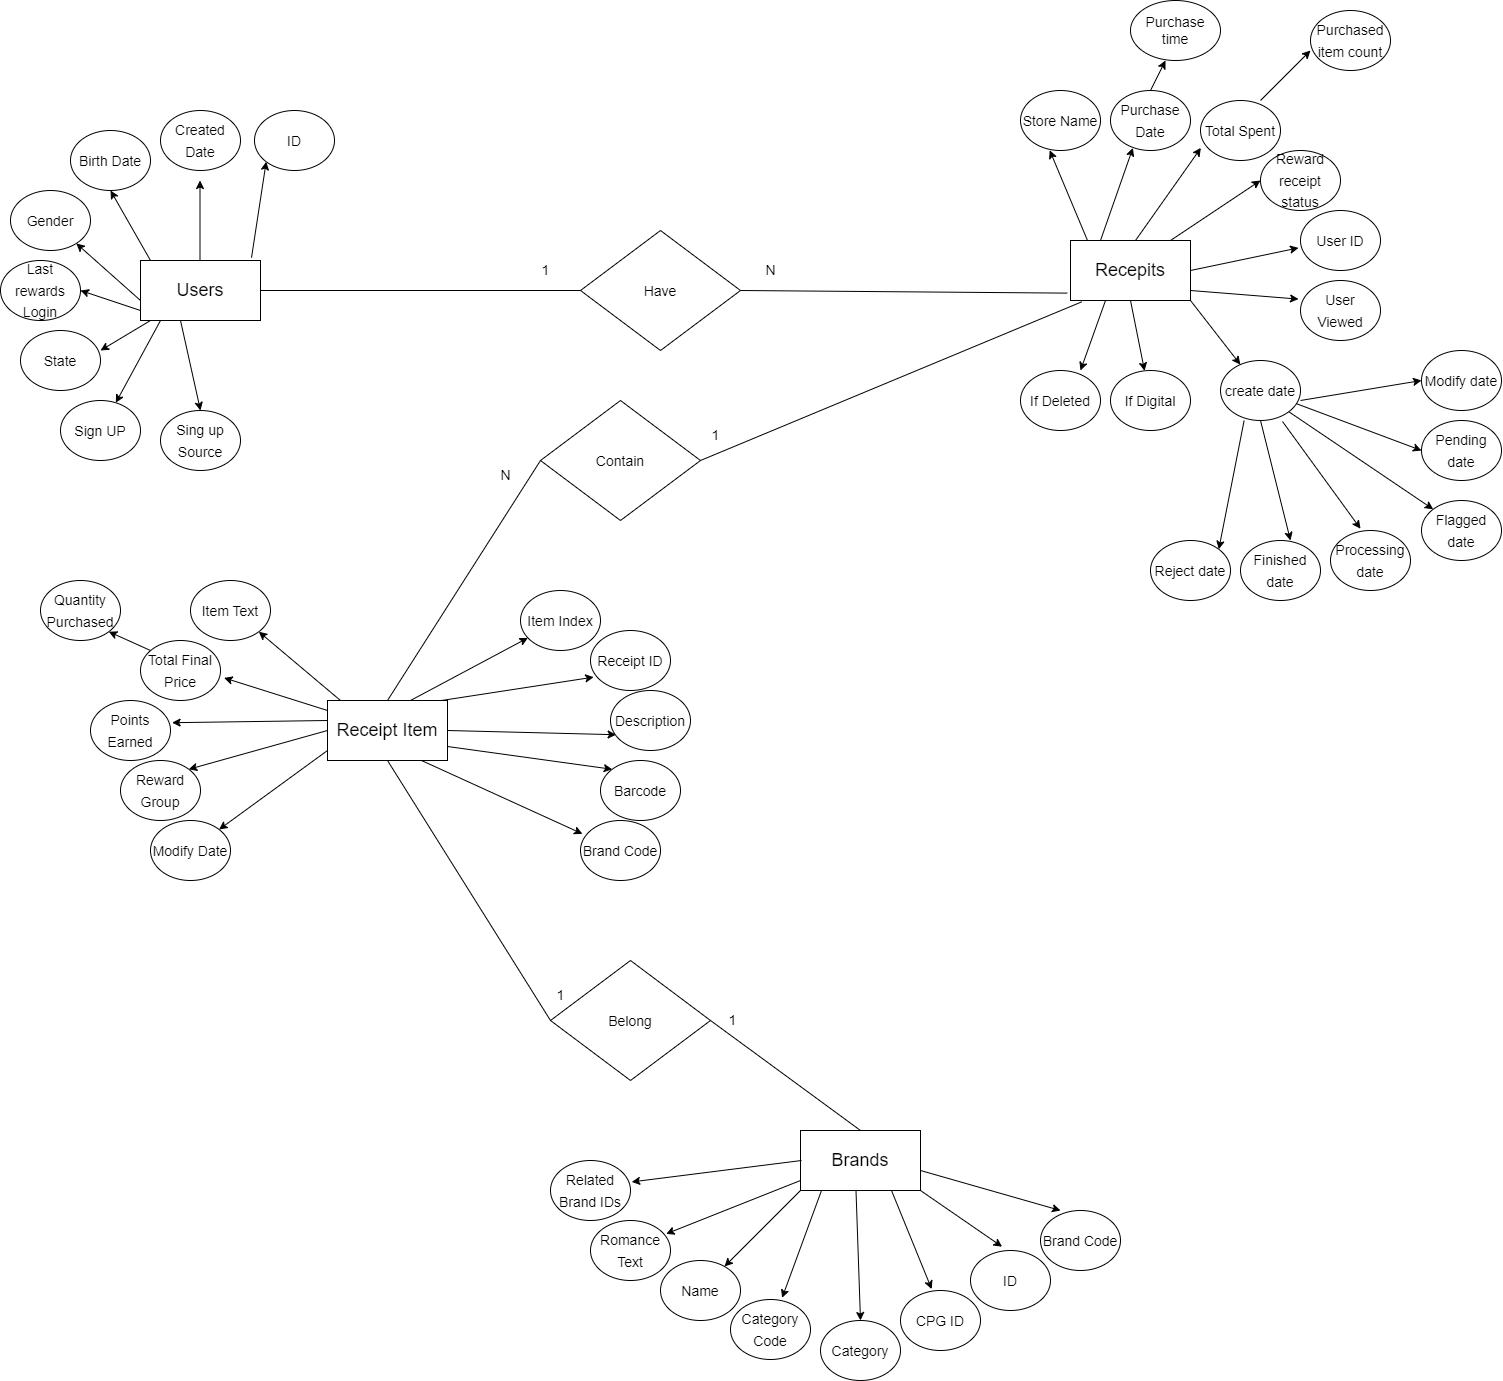 Purchase
time
Purchased
item count
Store Name
Purchase
Date
Total Spent
Reward
receipt
status
User ID
User
Viewed
Created
Date
ID
Birth Date
Gender
Last
rewards
Login
Users
State
Sign UP
Sing up
Source
1
Have
N
Recepits
If Deleted
If Digital
create date
Modify date
Pending
date
Flagged
date
Processing
date
Finished
date
Reject date
1
Contain
N
Quantity
Purchased
Item Text
Total Final
Price
Points
Earned
Reward
Group
Modify Date
Receipt Item
Item Index
Receipt ID
Description
Barcode
Brand Code
1
Belong
1
Brands
Related
Brand IDs
Romance
Text
Name
Category
Code
Category
CPG ID
ID
Brand Code